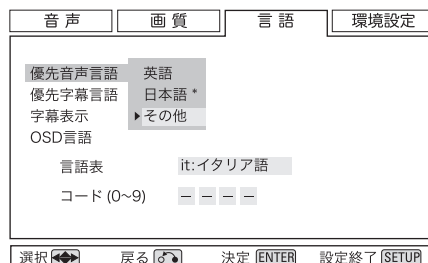 音声 画質 言語 環境設定
優先音声言語 英語
優先字幕言語 日本語 *
字幕表示 ▶その他
OSD言語
言語表 it:イタリア語
コード (0~9) – – – –
選択 戻る 決定 ENTER 設定終了 SETUP